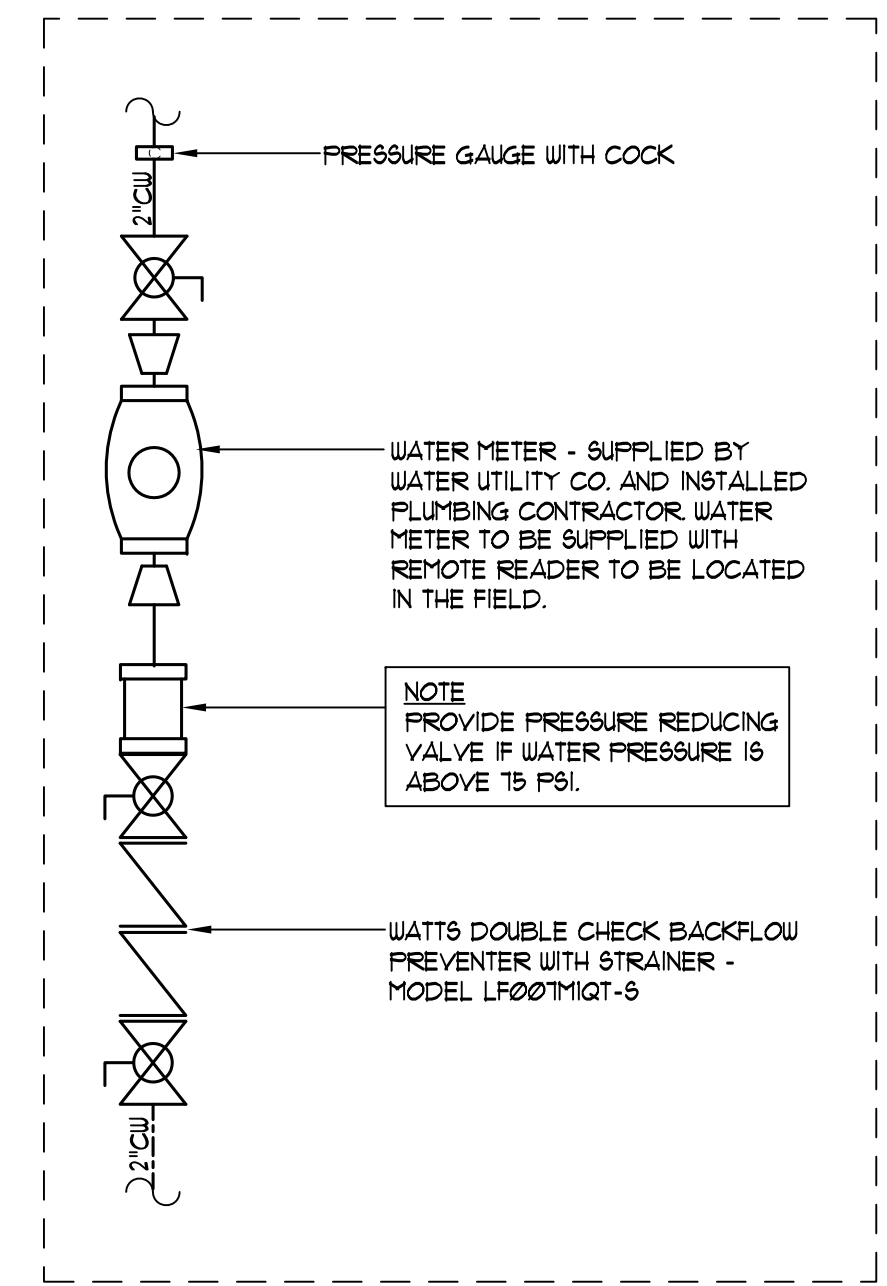 PRESSURE GAUGE WITH COCK
2"CW
WATER METER - SUPPLIED BY
WATER UTILITY CO. AND INSTALLED
PLUMBING CONTRACTOR. WATER
METER TO BE SUPPLIED WITH
REMOTE READER TO BE LOCATED
IN THE FIELD.
NOTE
PROVIDE PRESSURE REDUCING
VALVE IF WATER PRESSURE IS
ABOVE 75 PSI.
WATTS DOUBLE CHECK BACKFLOW
PREVENTER WITH STRAINER -
MODEL LF007M1QT-S
2"CW